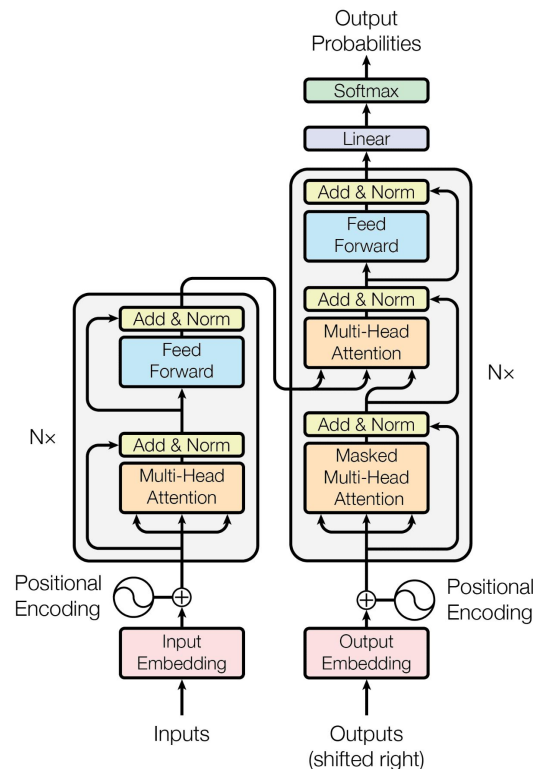 Output
Probabilities
Softmax
Linear
Add & Norm
Feed
Forward
Add & Norm
Multi-Head
Attention
Add & Norm
Masked
Multi-Head
Attention
N×
Add & Norm
Feed
Forward
Add & Norm
Multi-Head
Attention
N×
Positional
Encoding
Positional
Encoding
Input
Embedding
Output
Embedding
Inputs
Outputs
(shifted right)